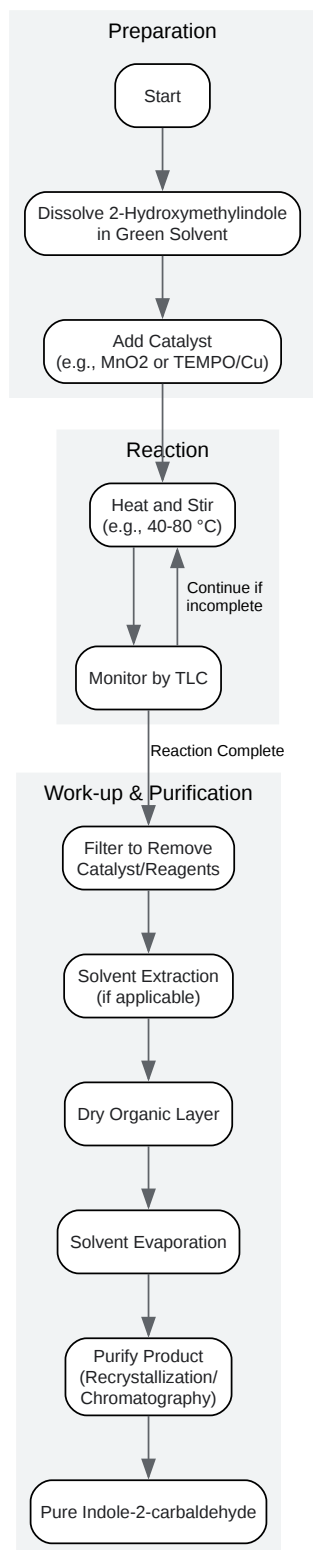 Preparation
Start
Dissolve 2-Hydroxymethylindole
in Green Solvent
Add Catalyst
(e.g., MnO2 or TEMPO/Cu)
Reaction
Heat and Stir
(e.g., 40-80 °C)
Continue if
incomplete
Monitor by TLC
Reaction Complete
Work-up & Purification
Filter to Remove
Catalyst/Reagents
Solvent Extraction
(if applicable)
Dry Organic Layer
Solvent Evaporation
Purify Product
(Recrystallization/
Chromatography)
Pure Indole-2-carbaldehyde